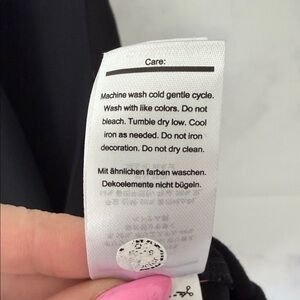 Care:
Machine wash cold gentle cycle.
Wash with like colors. Do not
bleach. Tumble dry low. Cool
iron as needed. Do not iron
decoration. Do not dry clean.
Mit ähnlichen farben waschen.
Dekoelemente nicht bügeln.